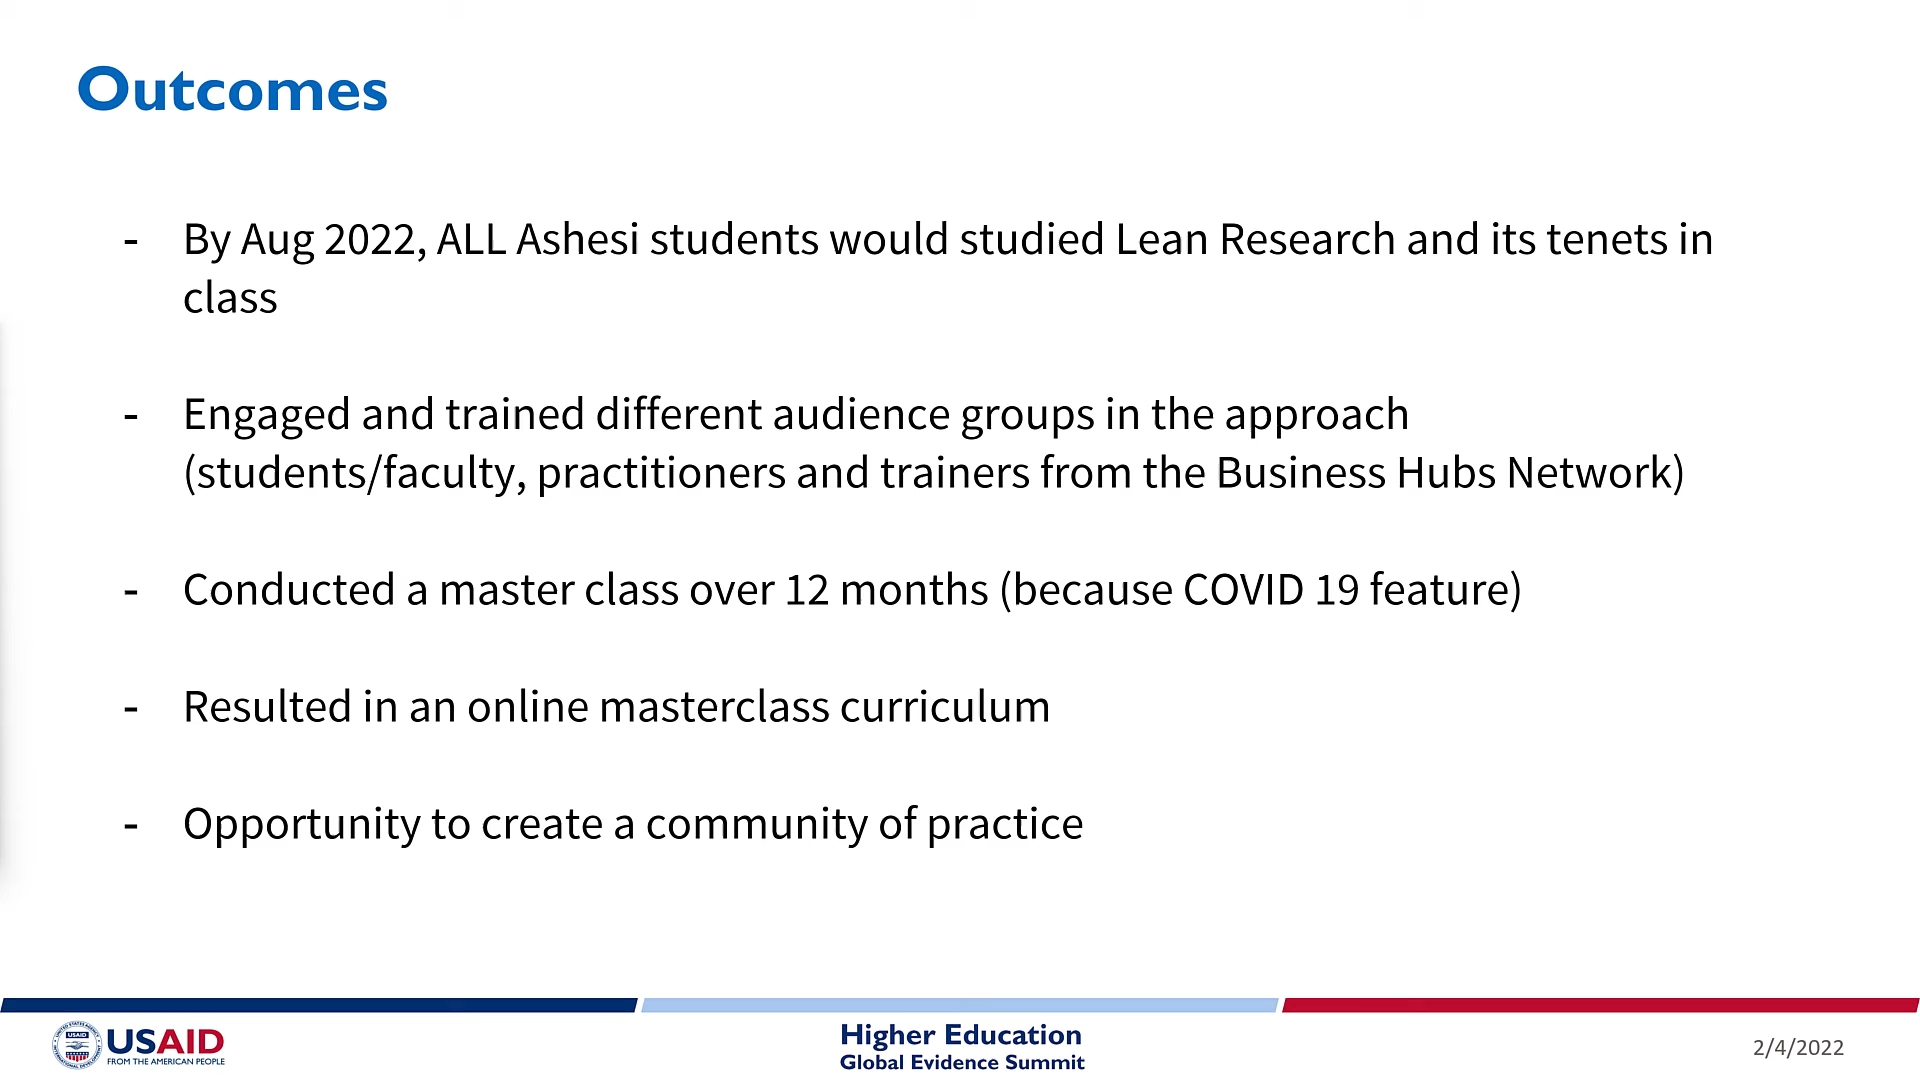 Outcomes
- By Aug 2022, ALL Ashesi students would studied Lean Research and its tenets in
class
- Engaged and trained different audience groups in the approach
(students/faculty, practitioners and trainers from the Business Hubs Network)
- Conducted a master class over 12 months (because COVID 19 feature)
- Resulted in an online masterclass curriculum
- Opportunity to create a community of practice
USAID
FROM THE AMERICAN PEOPLE
Higher Education
Global Evidence Summit
2/4/2022